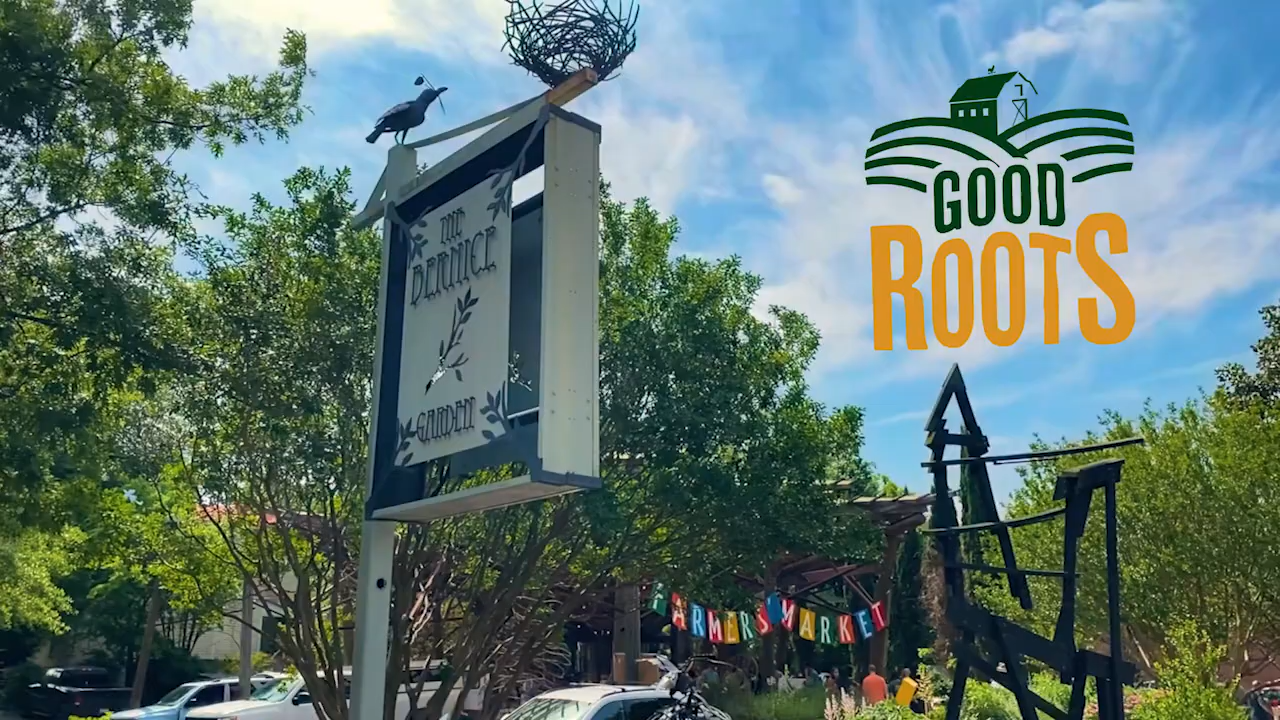 THE
BERNICE
GARDEN
GOOD
ROOTS
FARMERS MARKET